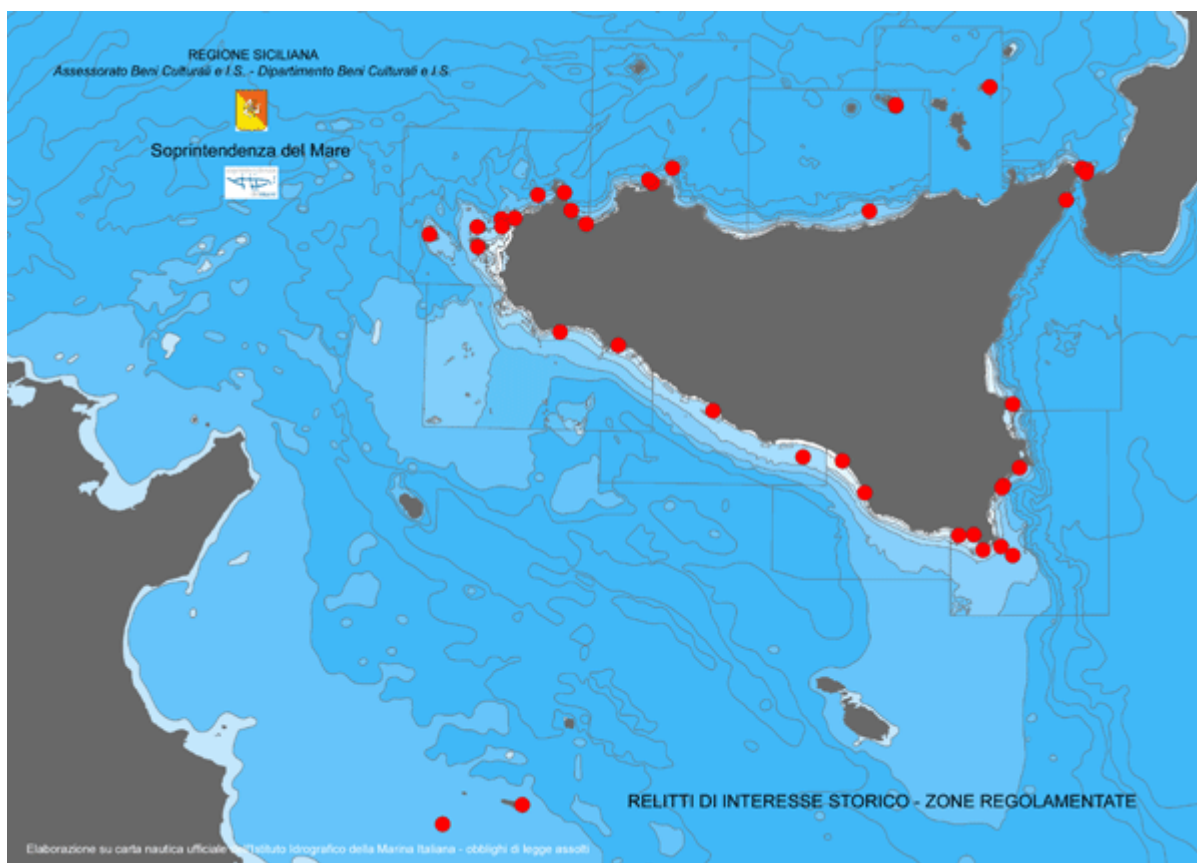 REGIONE SICILIANA
Assessorato Beni Culturali e I.S. - Dipartimento Beni Culturali e I.S.
Soprintendenza del Mare
RELITTI DI INTERESSE STORICO - ZONE REGOLAMENTATE
Elaborazione su carta nautica ufficiale dell'Istituto Idrografico della Marina Italiana - obblighi di legge assolti